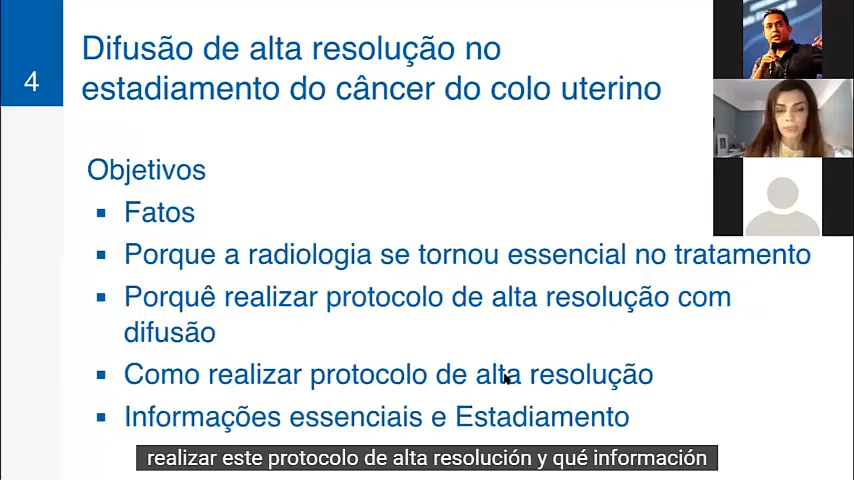 4
Difusão de alta resolução no
estadiamento do câncer do colo uterino
Objetivos
Fatos
Porque a radiologia se tornou essencial no tratamento
Porquê realizar protocolo de alta resolução com
difusão
Como realizar protocolo de alta resolução
Informações essenciais e Estadiamento
realizar este protocolo de alta resolución y qué información